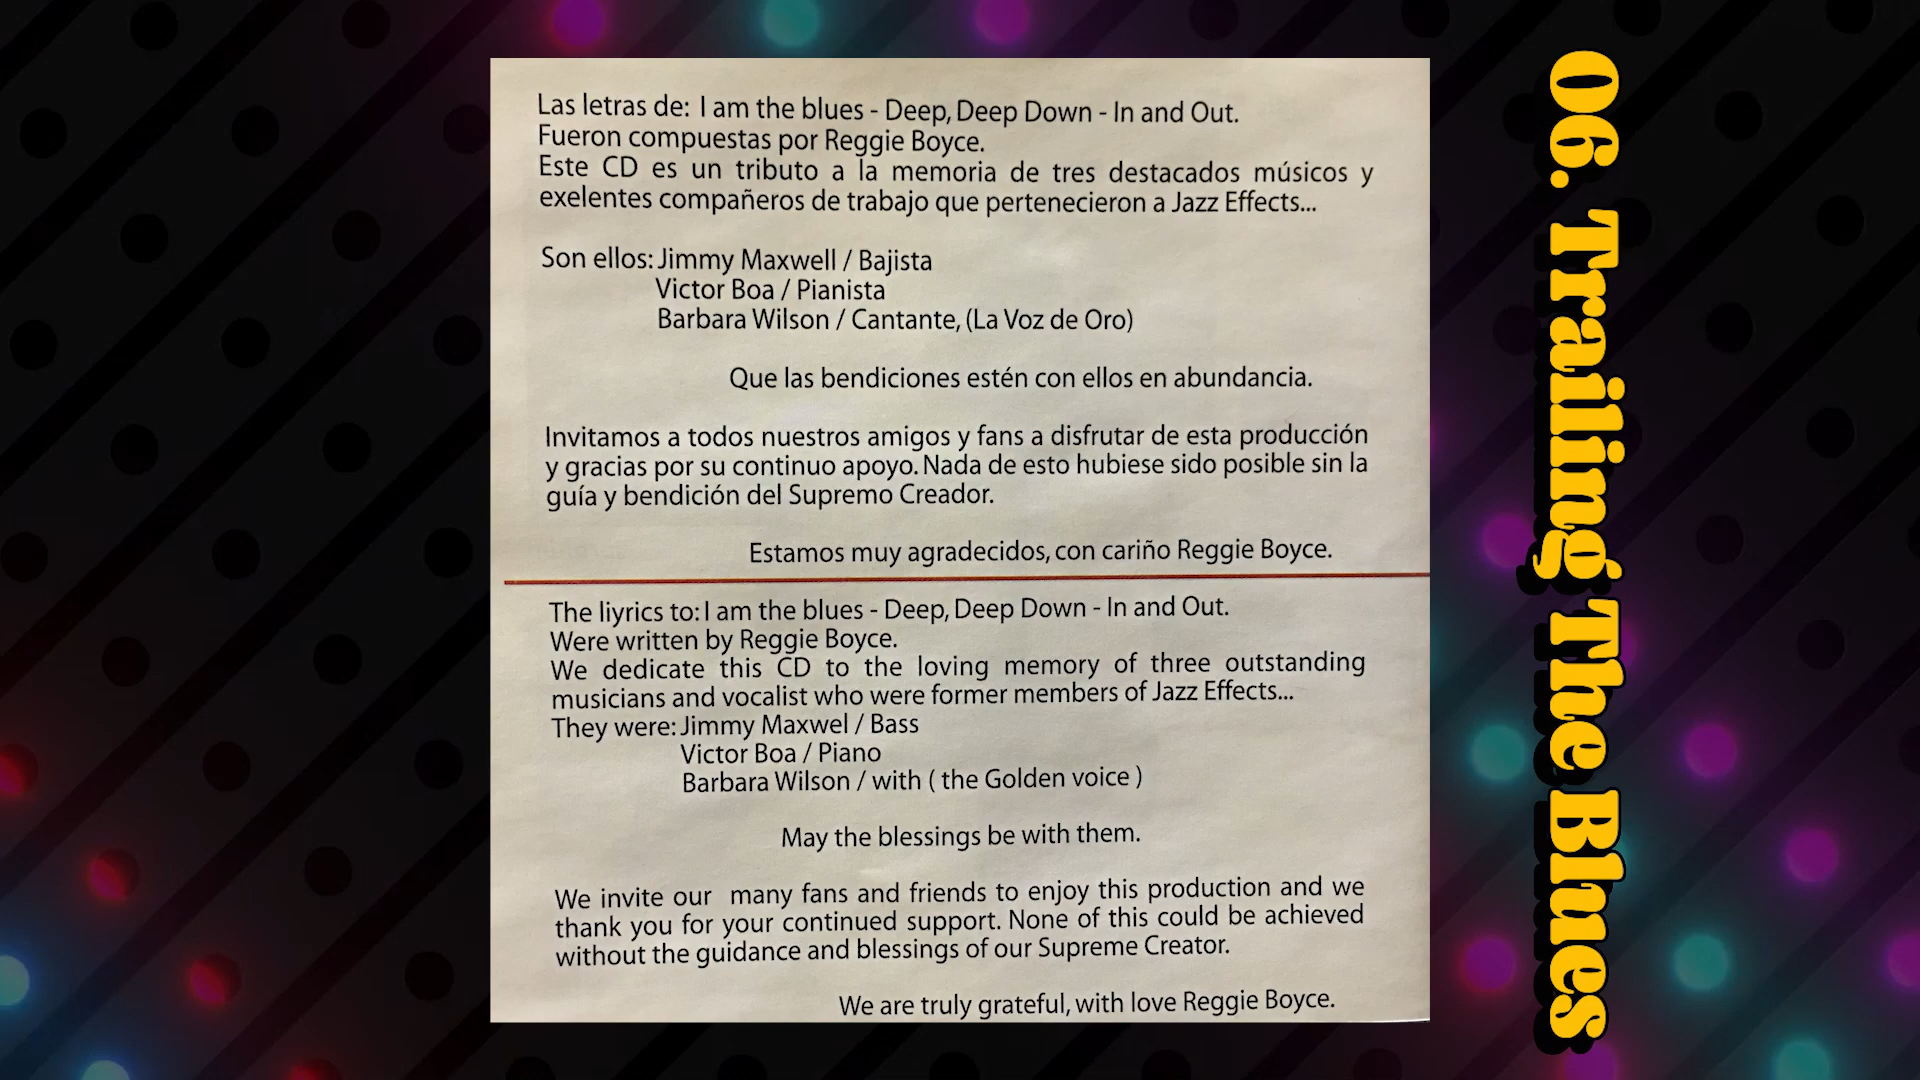 Las letras de: I am the blues - Deep, Deep Down - In and Out.
Fueron compuestas por Reggie Boyce.
Este CD es un tributo a la memoria de tres destacados músicos y
exelentes compañeros de trabajo que pertenecieron a Jazz Effects...
Son ellos: Jimmy Maxwell / Bajista
Victor Boa / Pianista
Barbara Wilson / Cantante, (La Voz de Oro)
Que las bendiciones estén con ellos en abundancia.
Invitamos a todos nuestros amigos y fans a disfrutar de esta producción
y gracias por su continuo apoyo. Nada de esto hubiese sido posible sin la
guía y bendición del Supremo Creador.
Estamos muy agradecidos, con cariño Reggie Boyce.
The liyrics to: I am the blues - Deep, Deep Down - In and Out.
Were written by Reggie Boyce.
We dedicate this CD to the loving memory of three outstanding
musicians and vocalist who were former members of Jazz Effects...
They were: Jimmy Maxwel / Bass
Victor Boa / Piano
Barbara Wilson / with ( the Golden voice )
May the blessings be with them.
We invite our many fans and friends to enjoy this production and we
thank you for your continued support. None of this could be achieved
without the guidance and blessings of our Supreme Creator.
We are truly grateful, with love Reggie Boyce.
06. Trailing The Blues